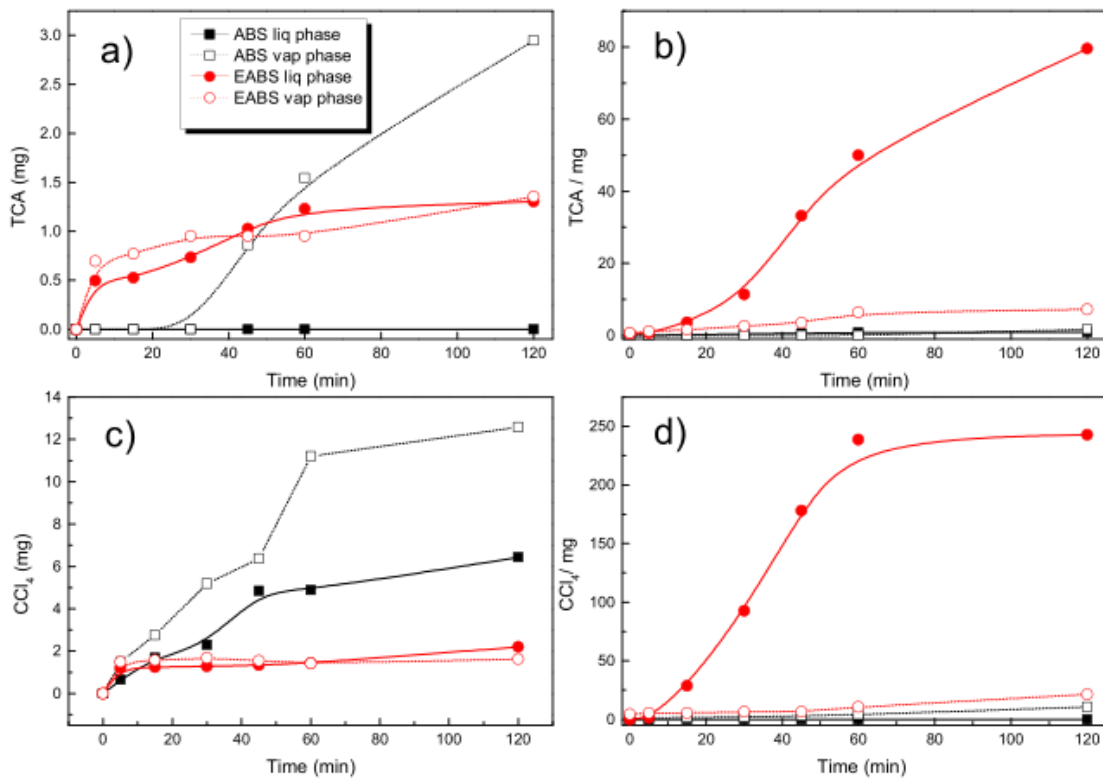 a)
ABS liq phase
ABS vap phase
EABS liq phase
EABS vap phase
3.0
2.5
2.0
1.5
1.0
0.5
0.0
TCA (mg)
0 20 40 60 80 100 120
Time (min)
b)
80
60
40
20
0
TCA / mg
0 20 40 60 80 100 120
Time (min)
c)
14
12
10
8
6
4
2
0
CCl₄ (mg)
0 20 40 60 80 100 120
Time (min)
d)
250
200
150
100
50
0
CCl₄/ mg
0 20 40 60 80 100 120
Time (min)